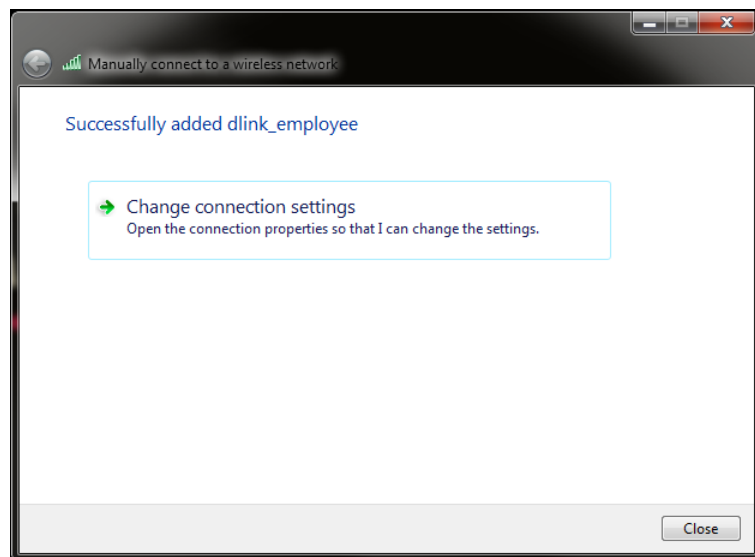 Manually connect to a wireless network
Successfully added dlink_employee
Change connection settings
Open the connection properties so that I can change the settings.
Close